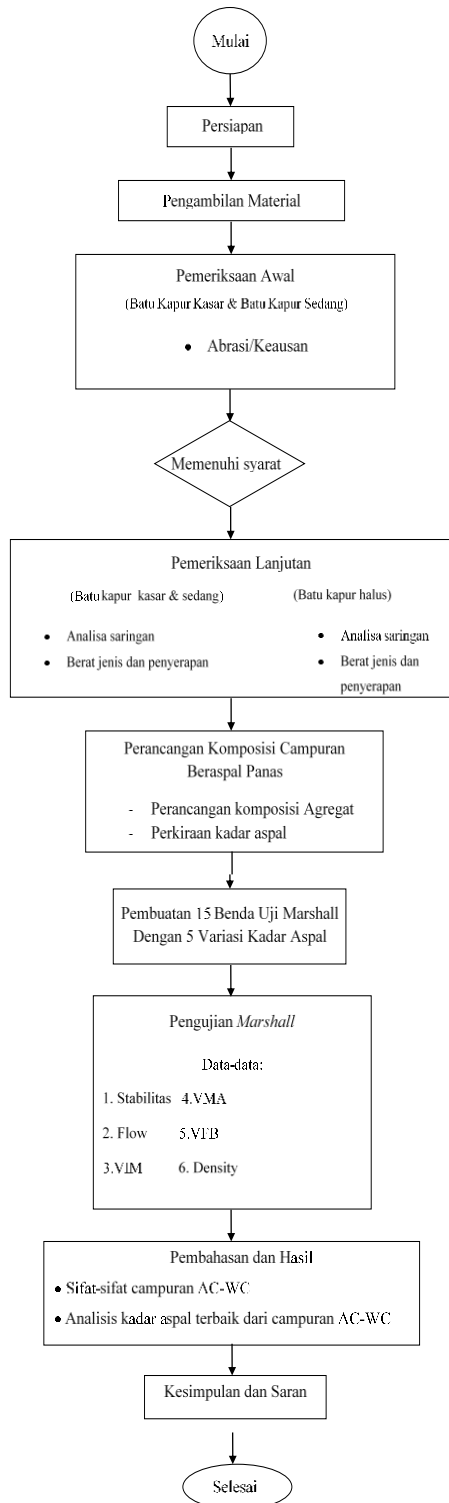 Mulai
Persiapan
Pengambilan Material
Pemeriksaan Awal
(Batu Kapur Kasar & Batu Kapur Sedang)
• Abrasi/Keausan
Memenuhi syarat
Pemeriksaan Lanjutan
(Batu kapur kasar & sedang)
• Analisa saringan
• Berat jenis dan penyerapan
(Batu kapur halus)
• Analisa saringan
• Berat jenis dan
penyerapan
Perancangan Komposisi Campuran
Beraspal Panas
- Perancangan komposisi Agregat
- Perkiraan kadar aspal
Pembuatan 15 Benda Uji Marshall
Dengan 5 Variasi Kadar Aspal
Pengujian Marshall
Data-data:
1. Stabilitas 4.VMA
2. Flow 5.VFB
3.VIM 6. Density
Pembahasan dan Hasil
• Sifat-sifat campuran AC-WC
• Analisis kadar aspal terbaik dari campuran AC-WC
Kesimpulan dan Saran
Selesai